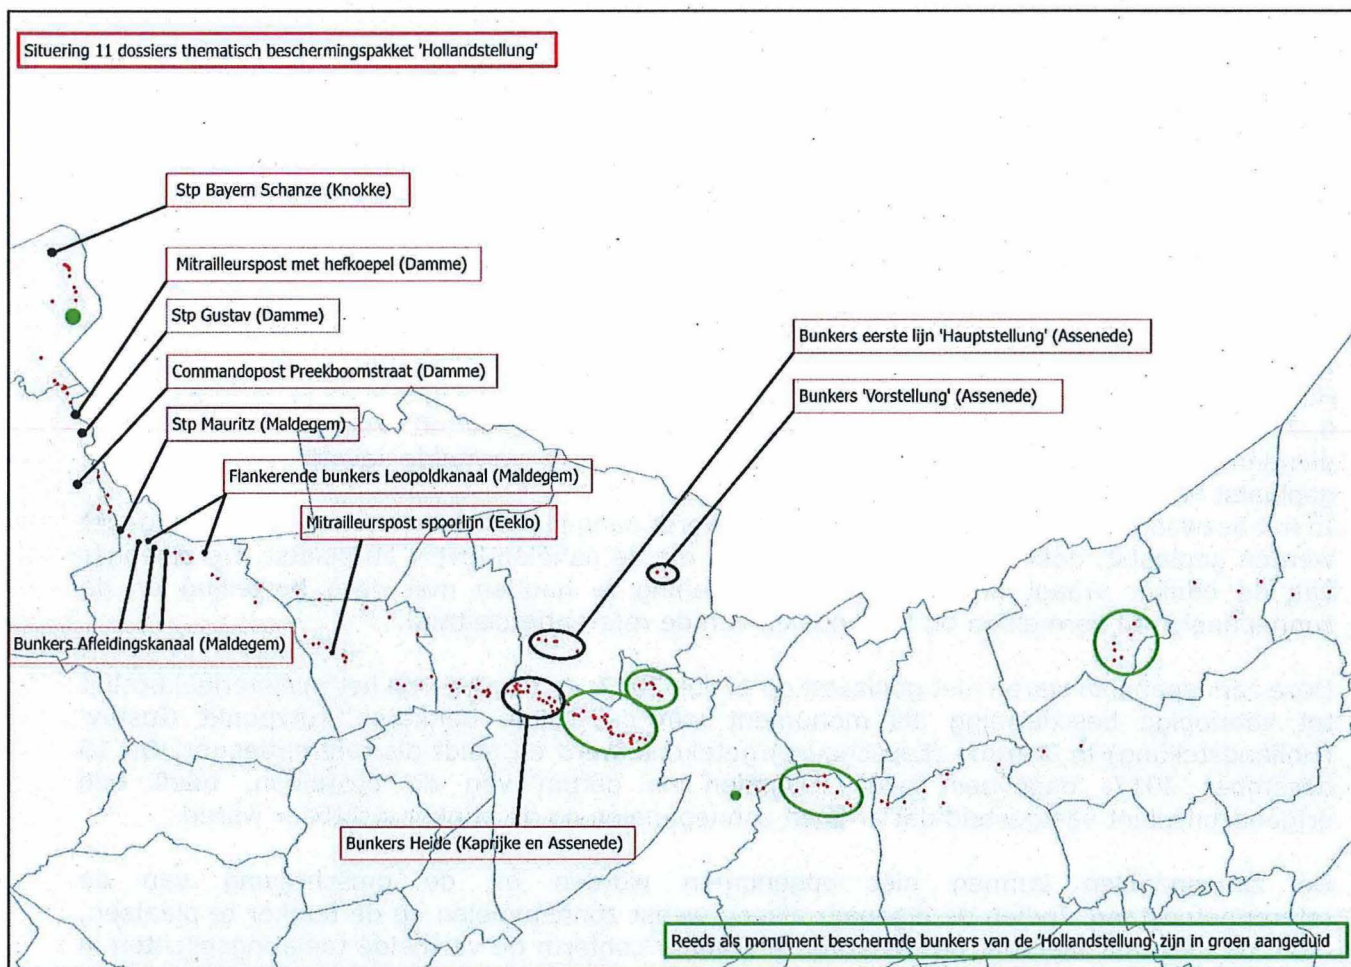 Situering 11 dossiers thematisch beschermingspakket 'Hollandstellung'
Stp Bayern Schanze (Knokke)
Mitrailleurspost met hefkoepel (Damme)
Stp Gustav (Damme)
Bunkers eerste lijn 'Hauptstellung' (Assenede)
Commandopost Preekboomstraat (Damme)
Bunkers 'Vorstellung' (Assenede)
Stp Mauritz (Maldegem)
Flankerende bunkers Leopoldkanaal (Maldegem)
Mitrailleurspost spoorlijn (Eeklo)
Bunkers Afleidingskanaal (Maldegem)
Bunkers Heide (Kaprijke en Assenede)
Reeds als monument beschermde bunkers van de 'Hollandstellung' zijn in groen aangeduid